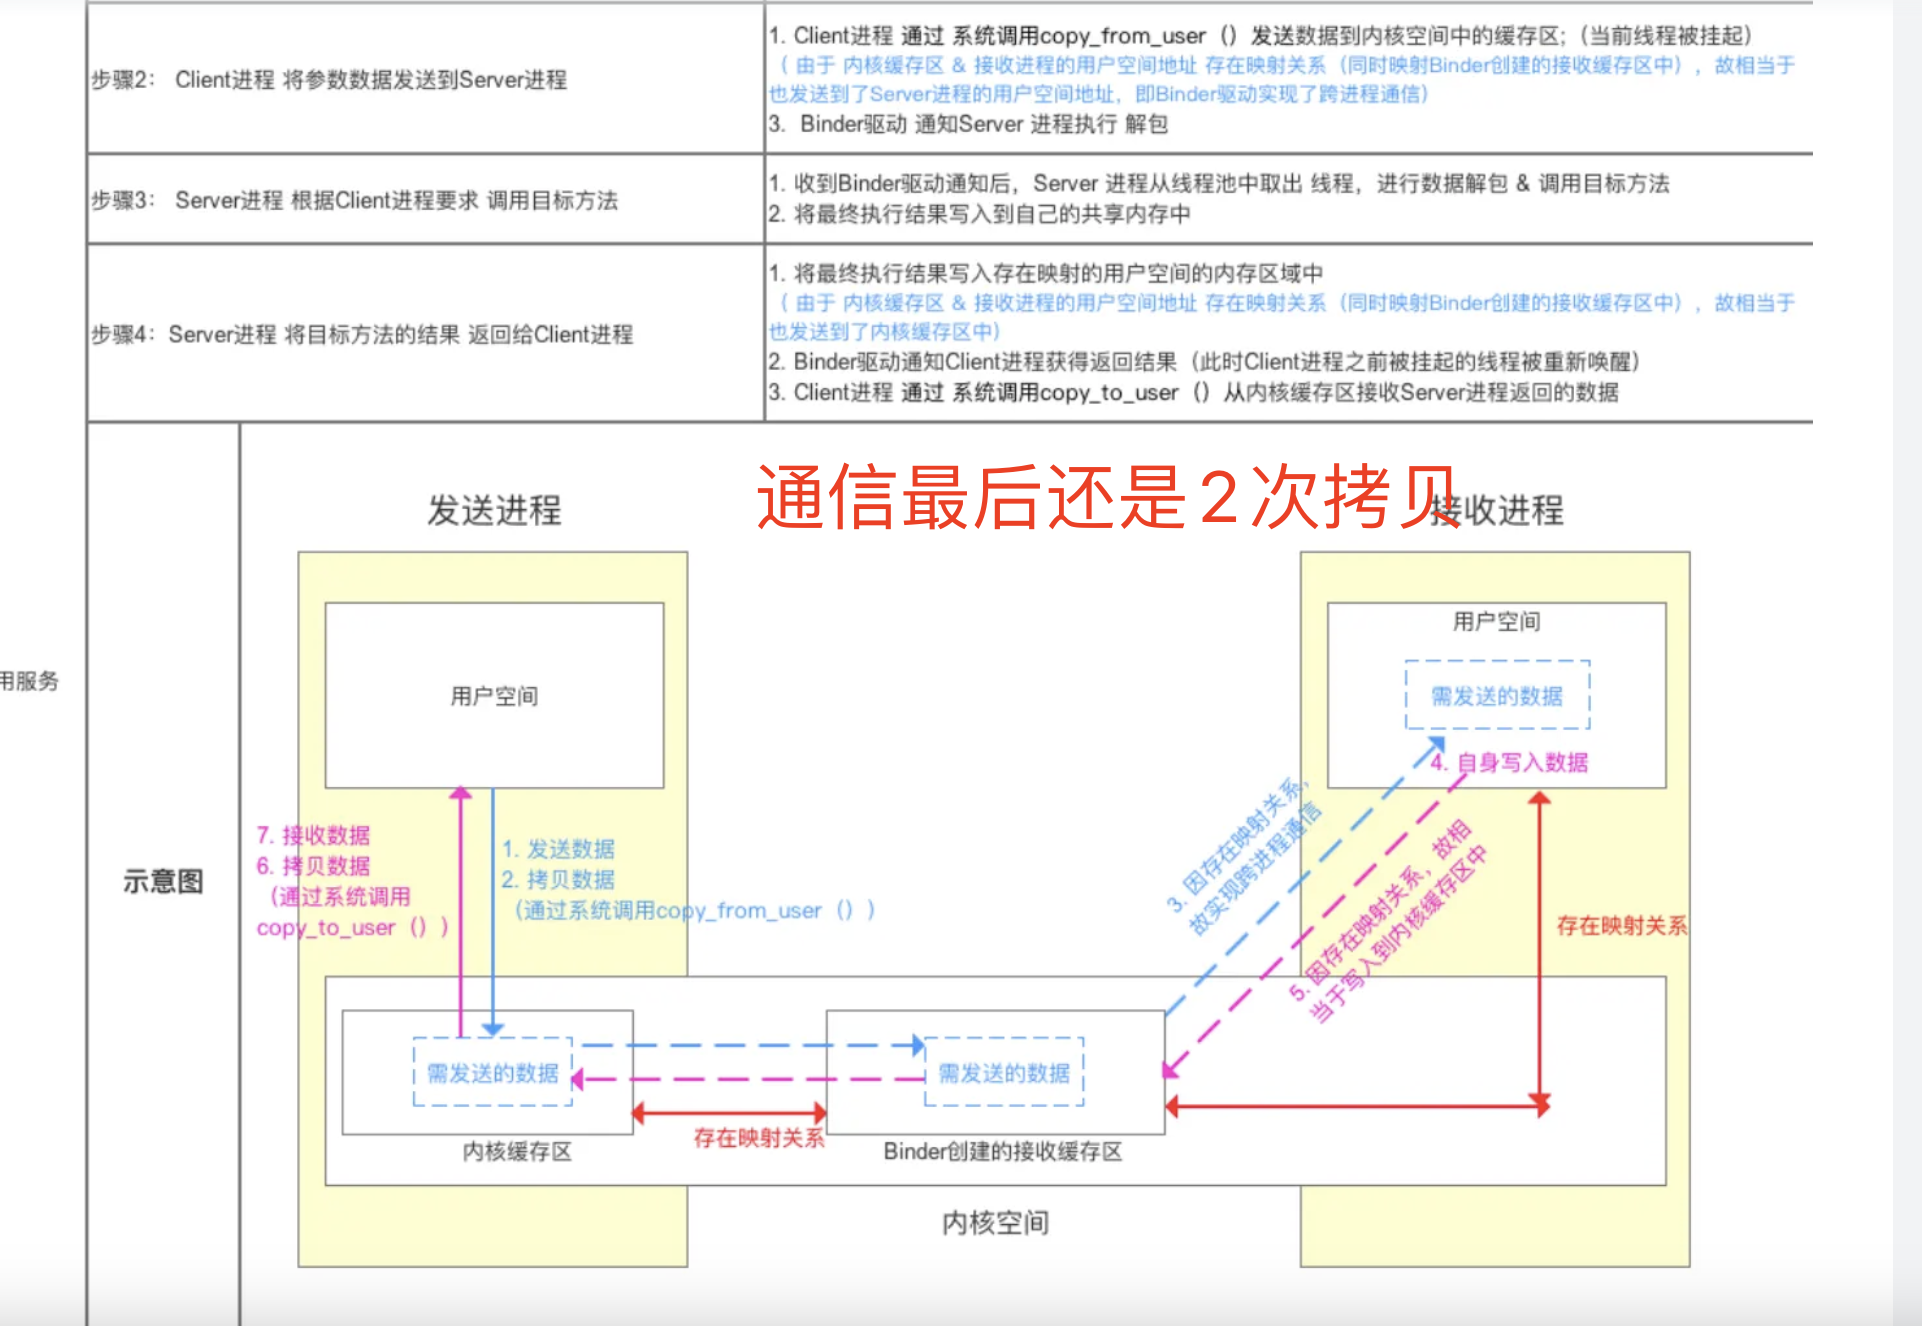 1. Client进程 通过 系统调用copy_from_user（）发送数据到内核空间中的缓存区;（当前线程被挂起）
（ 由于 内核缓存区 & 接收进程的用户空间地址 存在映射关系（同时映射Binder创建的接收缓存区中），故相当于
也发送到了Server进程的用户空间地址，即Binder驱动实现了跨进程通信）
3. Binder驱动 通知Server 进程执行 解包
步骤2： Client进程 将参数数据发送到Server进程
步骤3： Server进程 根据Client进程要求 调用目标方法
1. 收到Binder驱动通知后，Server 进程从线程池中取出 线程，进行数据解包 & 调用目标方法
2. 将最终执行结果写入到自己的共享内存中
步骤4：Server进程 将目标方法的结果 返回给Client进程
1. 将最终执行结果写入存在映射的用户空间的内存区域中
（ 由于 内核缓存区 & 接收进程的用户空间地址 存在映射关系（同时映射Binder创建的接收缓存区中），故相当于
也发送到了内核缓存区中）
2. Binder驱动通知Client进程获得返回结果（此时Client进程之前被挂起的线程被重新唤醒）
3. Client进程 通过 系统调用copy_to_user（）从内核缓存区接收Server进程返回的数据
用服务
示意图
通信最后还是2次拷贝
发送进程
接收进程
用户空间
用户空间
需发送的数据
4. 自身写入数据
7. 接收数据
6. 拷贝数据
（通过系统调用
copy_to_user（））
1. 发送数据
2. 拷贝数据
（通过系统调用copy_from_user（））
3. 因存在映射关系，
故实现跨进程通信
5. 因存在映射关系，故相
当于写入到内核缓存区中
存在映射关系
需发送的数据
需发送的数据
存在映射关系
内核缓存区
Binder创建的接收缓存区
内核空间